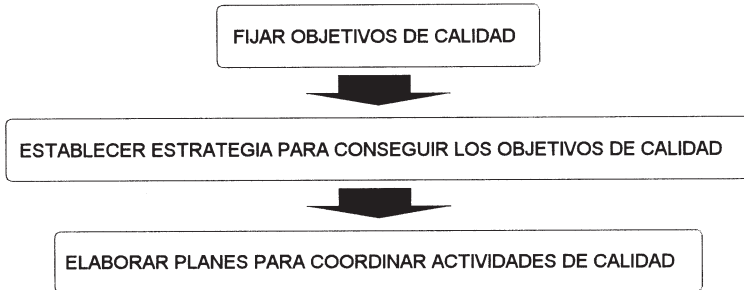 FIJAR OBJETIVOS DE CALIDAD
ESTABLECER ESTRATEGIA PARA CONSEGUIR LOS OBJETIVOS DE CALIDAD
ELABORAR PLANES PARA COORDINAR ACTIVIDADES DE CALIDAD